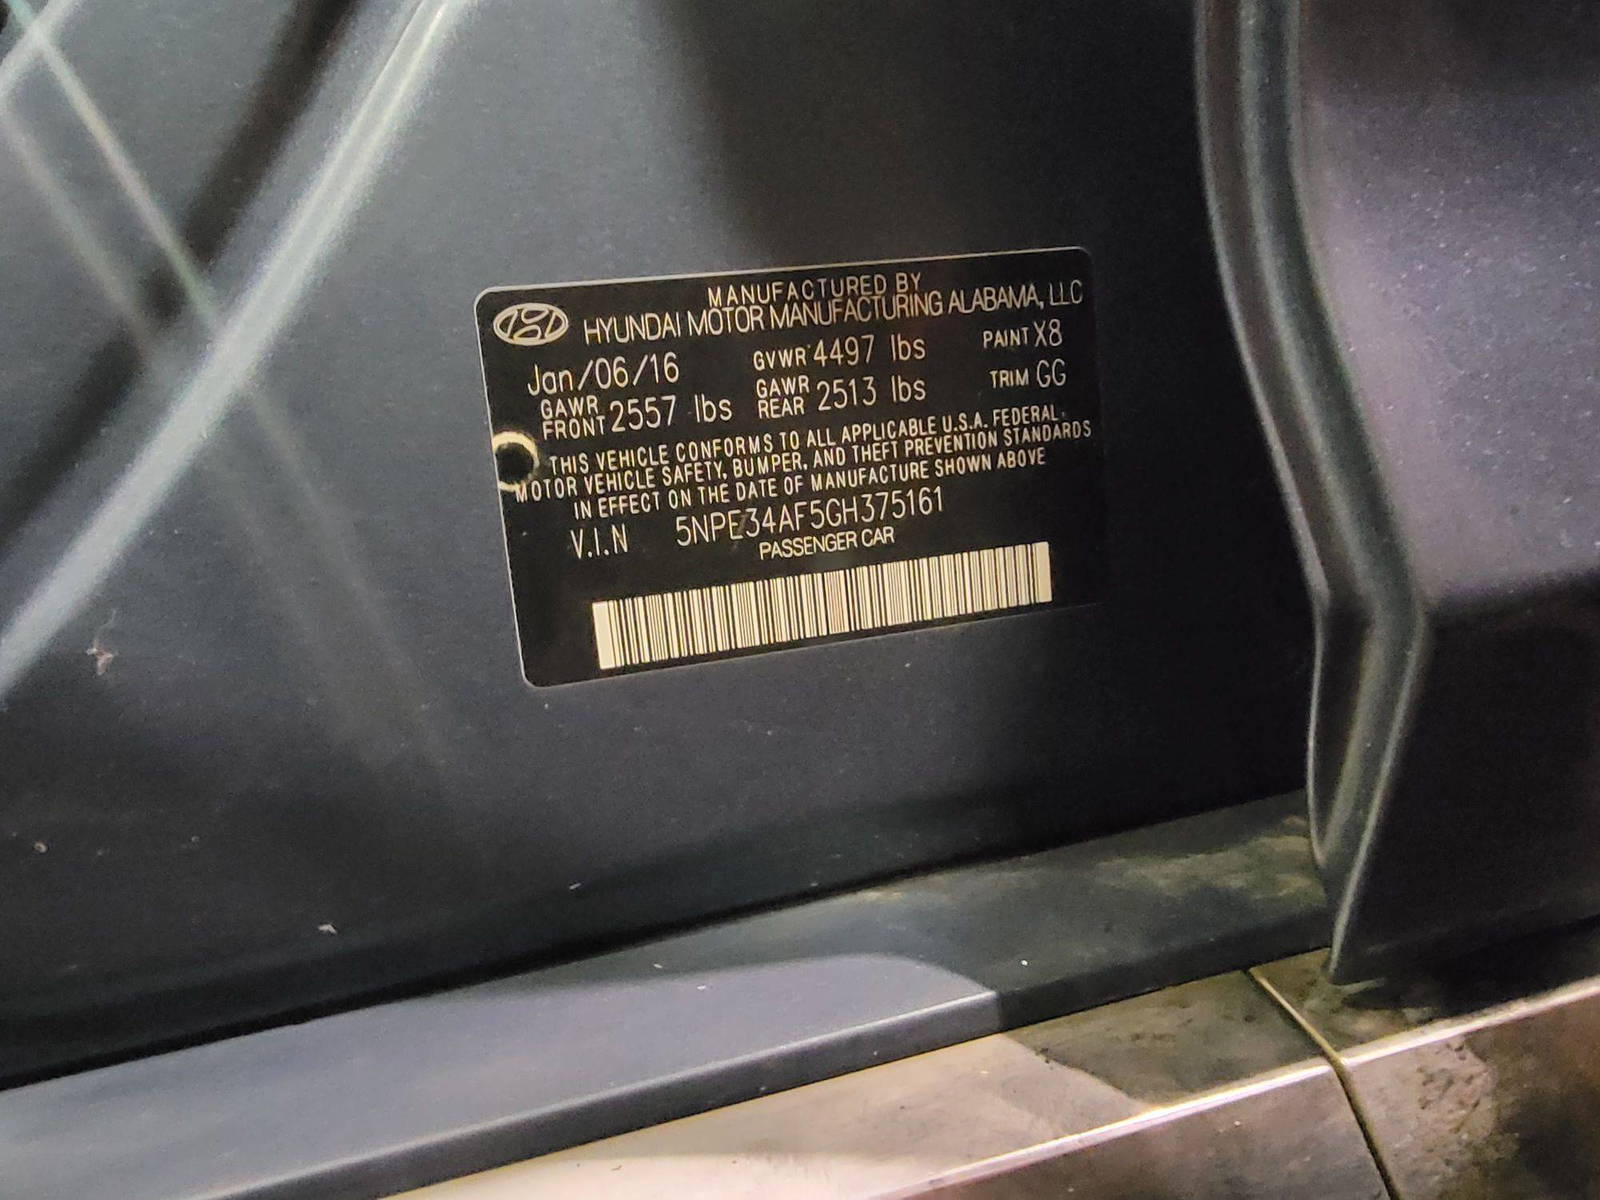 MANUFACTURED BY
HYUNDAI MOTOR MANUFACTURING ALABAMA, LLC
Jan/06/16 GVWR 4497 lbs PAINT X8
GAWR FRONT 2557 lbs GAWR REAR 2513 lbs TRIM GG
THIS VEHICLE CONFORMS TO ALL APPLICABLE U.S.A. FEDERAL
MOTOR VEHICLE SAFETY, BUMPER, AND THEFT PREVENTION STANDARDS
IN EFFECT ON THE DATE OF MANUFACTURE SHOWN ABOVE
V.I.N 5NPE34AF5GH375161
PASSENGER CAR